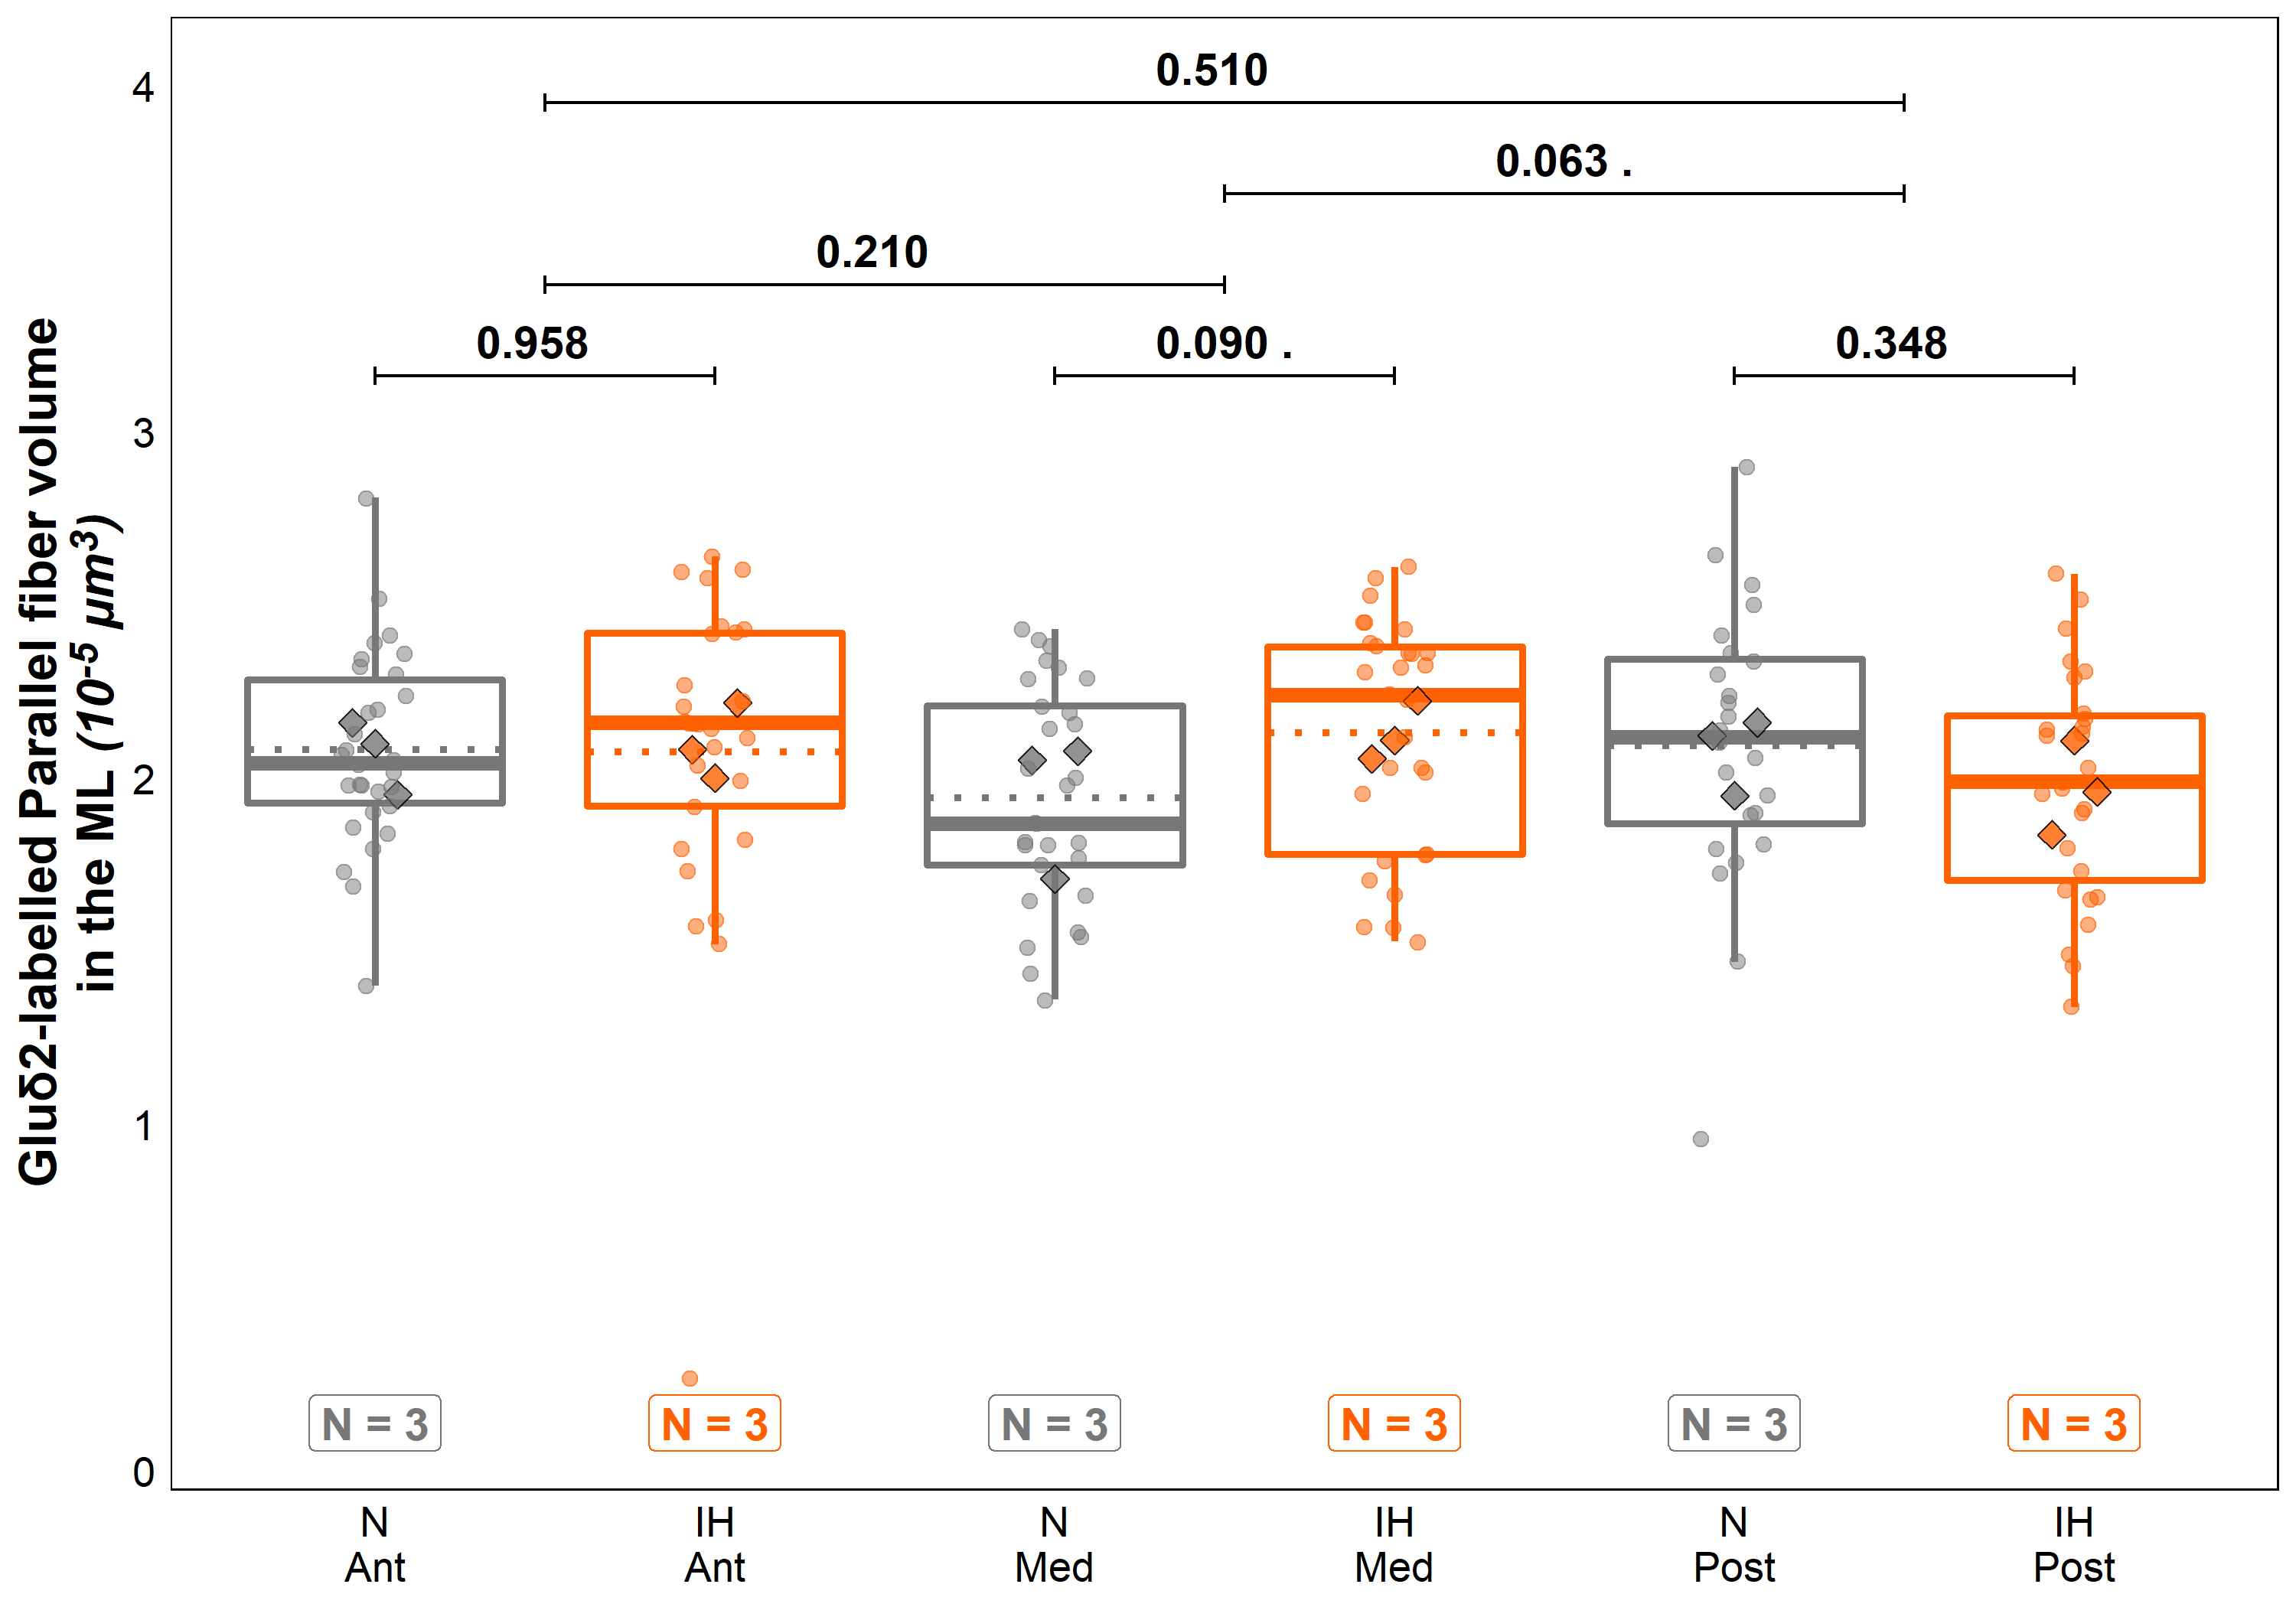 Gluδ2-labelled Parallel fiber volume
in the ML (10⁻⁵ µm³)
4
3
2
1
0
0.510
0.063 .
0.210
0.958
0.090 .
0.348
N = 3
N = 3
N = 3
N = 3
N = 3
N = 3
N
Ant
IH
Ant
N
Med
IH
Med
N
Post
IH
Post